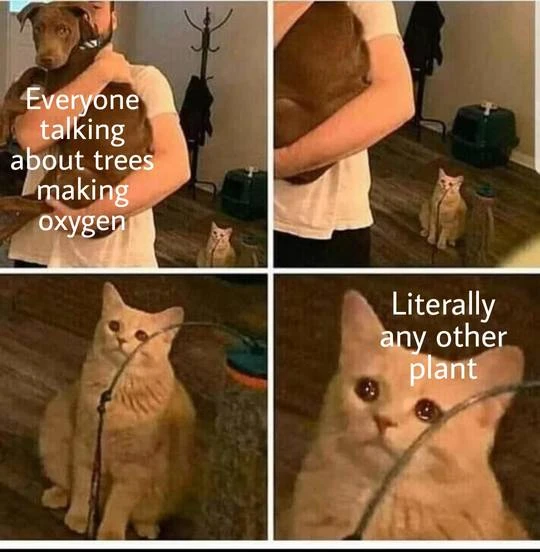 Everyone
talking
about trees
making
oxygen
Literally
any other
plant